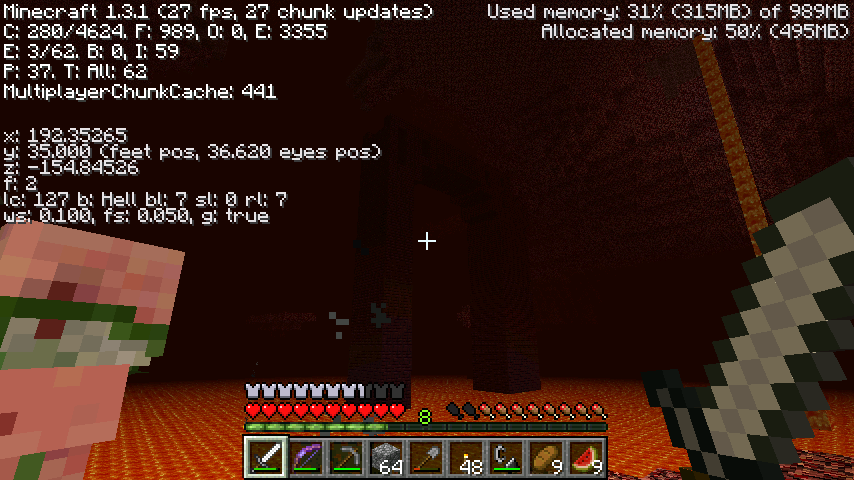 Minecraft 1.3.1 (27 fps, 27 chunk updates)
Used memory: 31% (315MB) of 989MB
C: 280/4624. F: 989, O: 0, E: 3355
Allocated memory: 50% (495MB)
E: 3/62. B: 0, I: 59
P: 37. T: All: 62
MultiplayerChunkCache: 441
x: 192.35265
y: 35.000 (feet pos, 36.620 eyes pos)
z: -154.84526
f: 2
lc: 127 b: Hell bl: 7 sl: 0 rl: 7
ws: 0.100, fs: 0.050, g: true
8
64 48 9 9